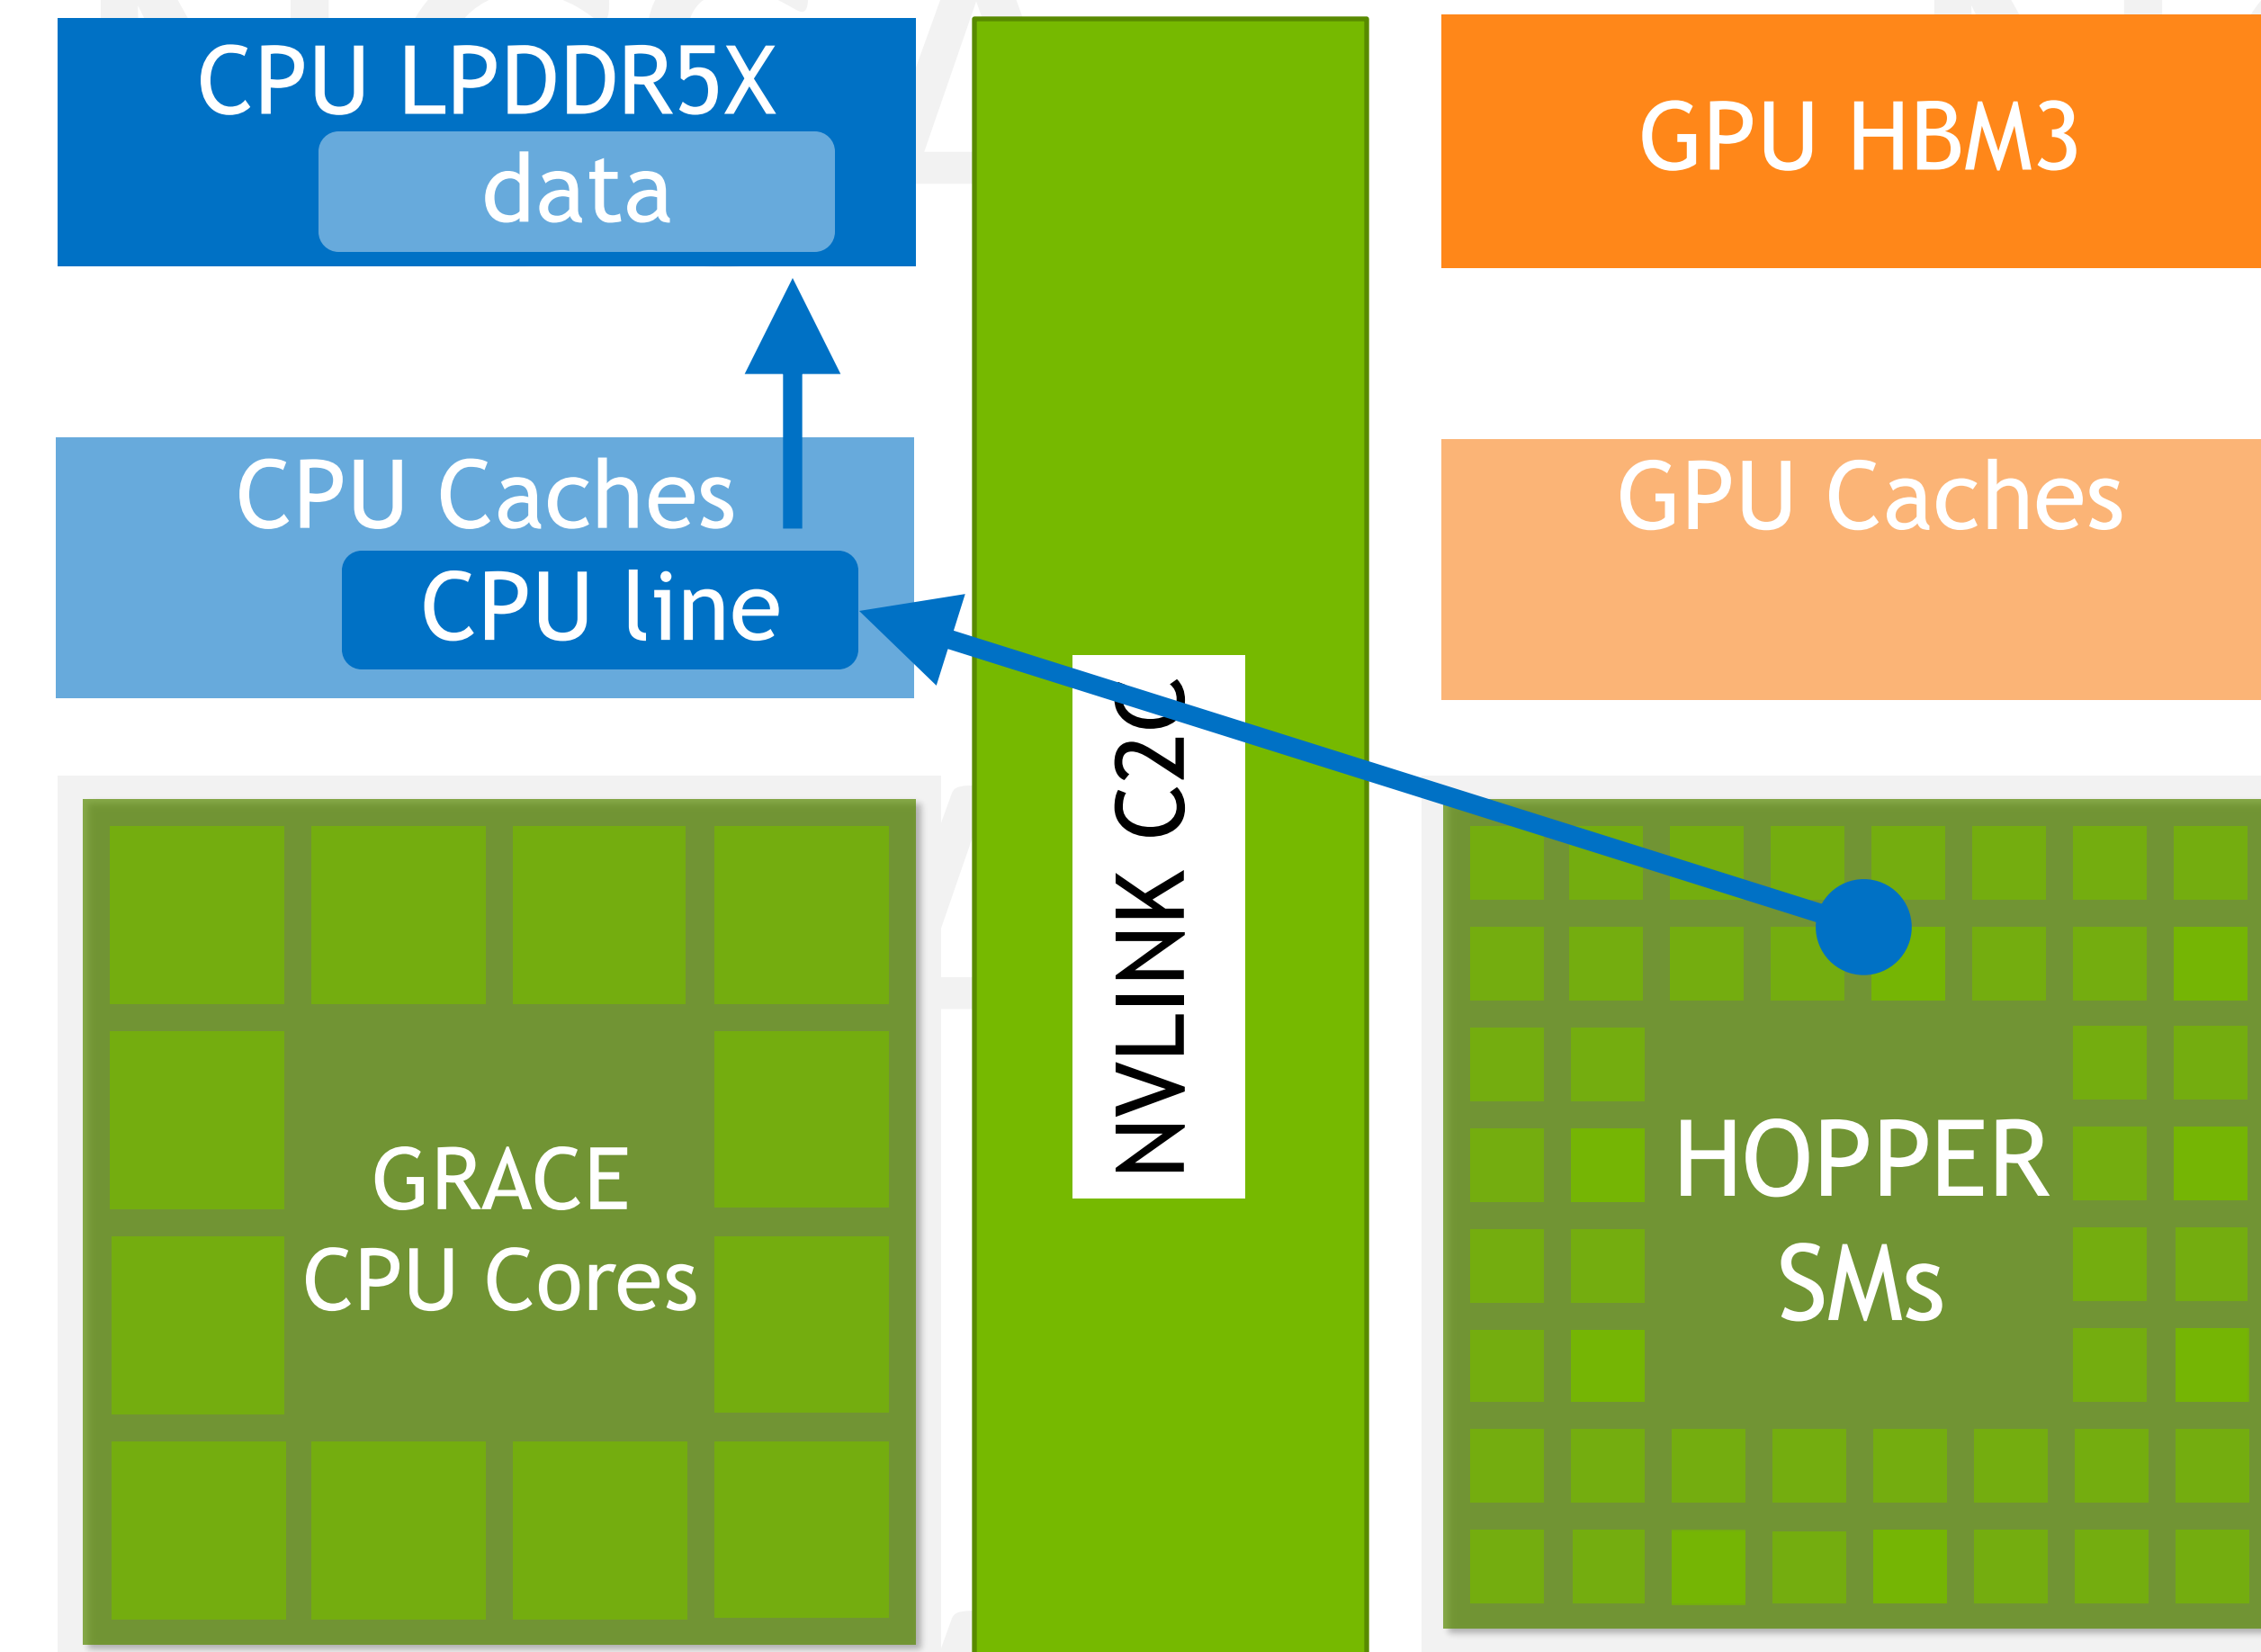 CPU LPDDR5X
data
GPU HBM3
CPU Caches
CPU line
GPU Caches
NVLINK C2C
GRACE
CPU Cores
HOPPER
SMs